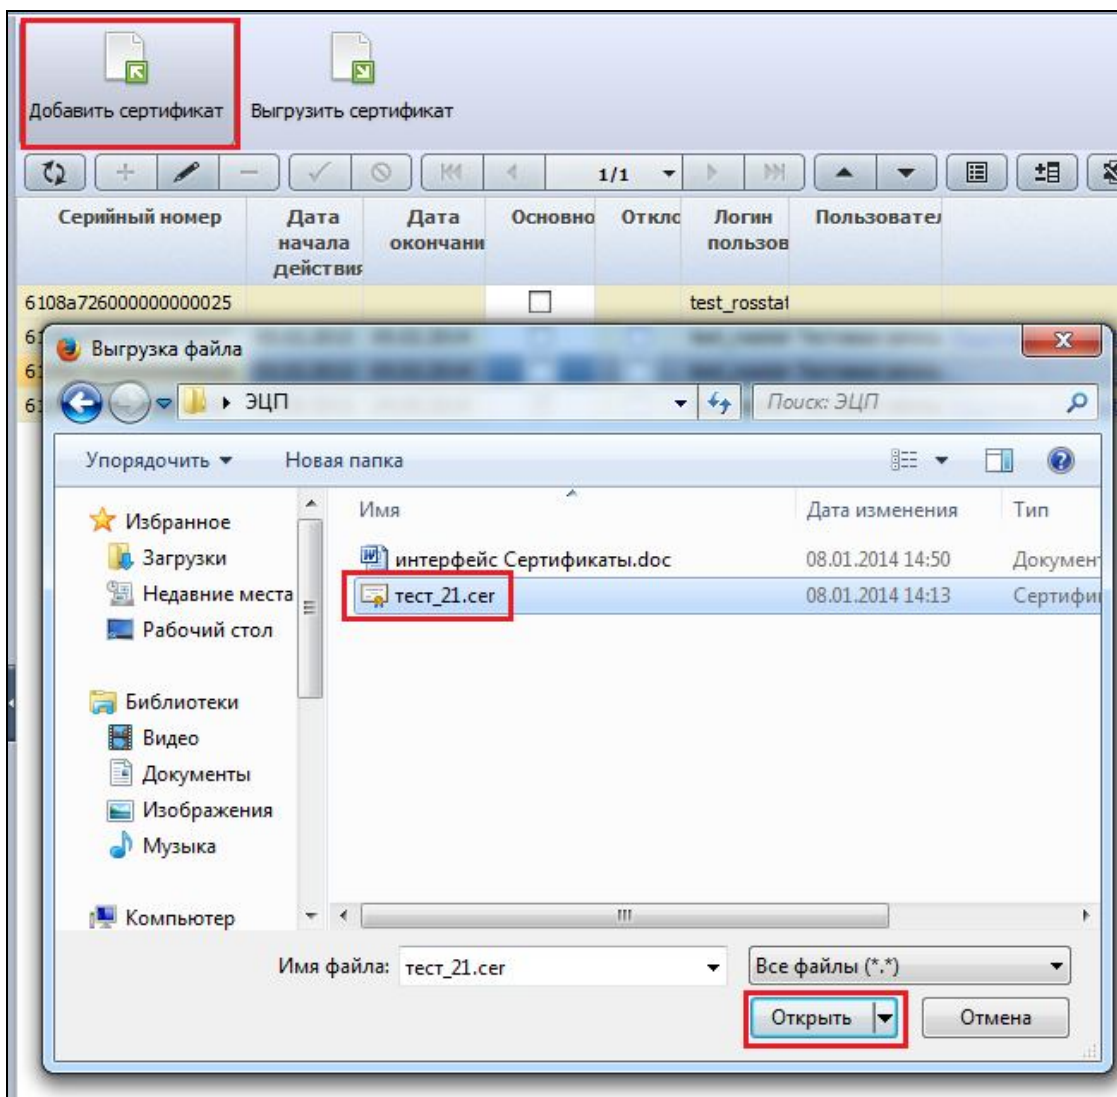 Добавить сертификат
Выгрузить сертификат
1/1
Серийный номер
Дата начала действия
Дата окончани
Основно
Откло
Логин пользов
Пользовател
6108a726000000000025
test_rosstat
Выгрузка файла
ЭЦП
Поиск: ЭЦП
Упорядочить
Новая папка
Избранное
Загрузки
Недавние места
Рабочий стол
Библиотеки
Видео
Документы
Изображения
Музыка
Компьютер
Имя
Дата изменения
Тип
интерфейс Сертификаты.doc
08.01.2014 14:50
Документ
тест_21.cer
08.01.2014 14:13
Сертифи
Имя файла: тест_21.cer
Все файлы (*.*)
Открыть
Отмена